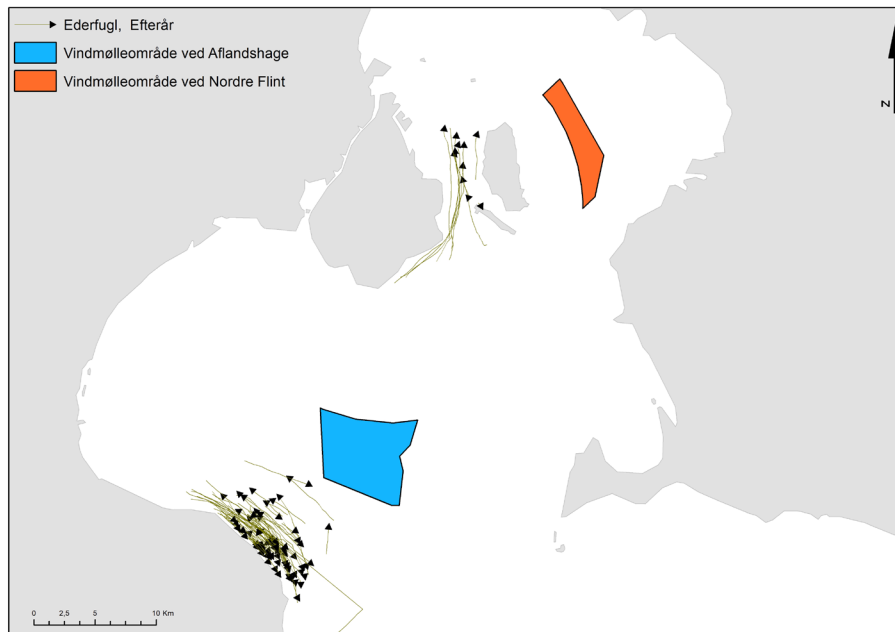 Ederfugl, Efterår
Vindmølleområde ved Aflandshage
Vindmølleområde ved Nordre Flint
N
0 2,5 5 10 Km